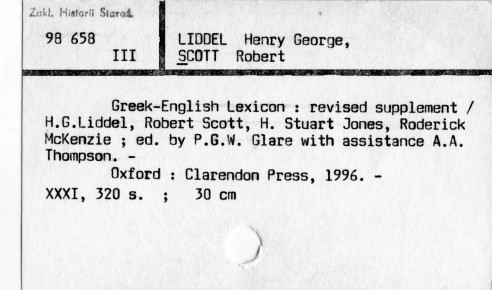 Zakł. Historii Staroż.
98 658
III
LIDDEL Henry George,
SCOTT Robert
Greek-English Lexicon : revised supplement /
H.G.Liddel, Robert Scott, H. Stuart Jones, Roderick
McKenzie ; ed. by P.G.W. Glare with assistance A.A.
Thompson. -
Oxford : Clarendon Press, 1996. -
XXXI, 320 s. ; 30 cm